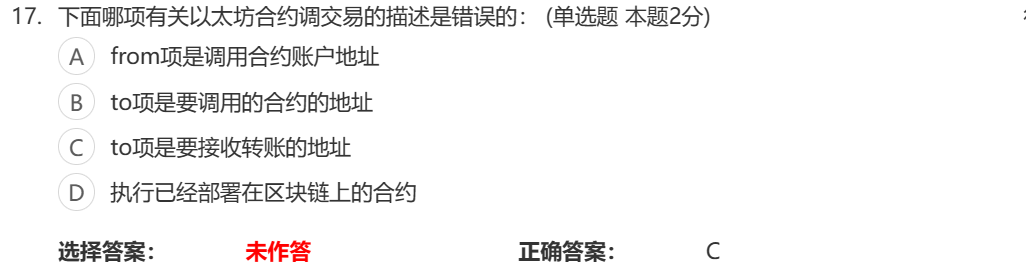 17. 下面哪项有关以太坊合约调交易的描述是错误的： (单选题 本题2分)
A from项是调用合约账户地址
B to项是要调用的合约的地址
C to项是要接收转账的地址
D 执行已经部署在区块链上的合约
选择答案： 未作答 正确答案： C